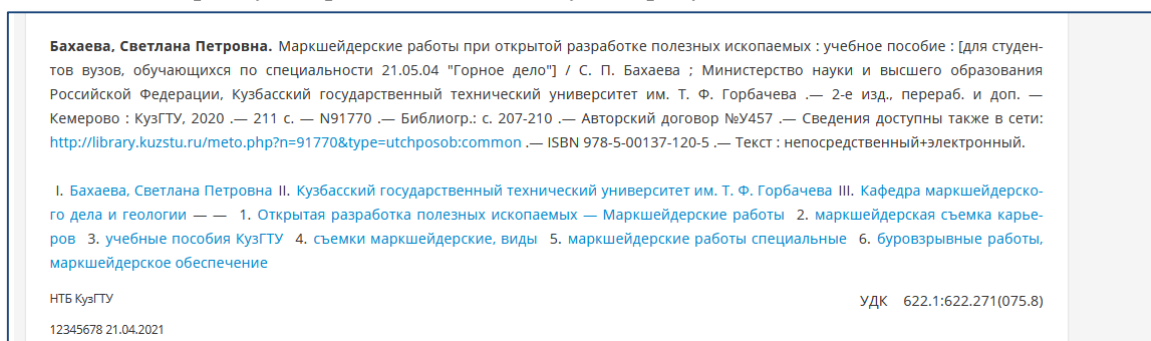 Бахаева, Светлана Петровна. Маркшейдерские работы при открытой разработке полезных ископаемых : учебное пособие : [для студен-
тов вузов, обучающихся по специальности 21.05.04 "Горное дело"] / С. П. Бахаева ; Министерство науки и высшего образования
Российской Федерации, Кузбасский государственный технический университет им. Т. Ф. Горбачева .— 2-е изд., перераб. и доп. —
Кемерово : КузГТУ, 2020 .— 211 с. — N91770 .— Библиогр.: с. 207-210 .— Авторский договор №У457 .— Сведения доступны также в сети:
http://library.kuzstu.ru/meto.php?n=91770&type=utchposob:common .— ISBN 978-5-00137-120-5 .— Текст : непосредственный+электронный.
I. Бахаева, Светлана Петровна II. Кузбасский государственный технический университет им. Т. Ф. Горбачева III. Кафедра маркшейдерско-
го дела и геологии — — 1. Открытая разработка полезных ископаемых — Маркшейдерские работы 2. маркшейдерская съемка карье-
ров 3. учебные пособия КузГТУ 4. съемки маркшейдерские, виды 5. маркшейдерские работы специальные 6. буровзрывные работы,
маркшейдерское обеспечение
НТБ КузГТУ УДК 622.1:622.271(075.8)
12345678 21.04.2021